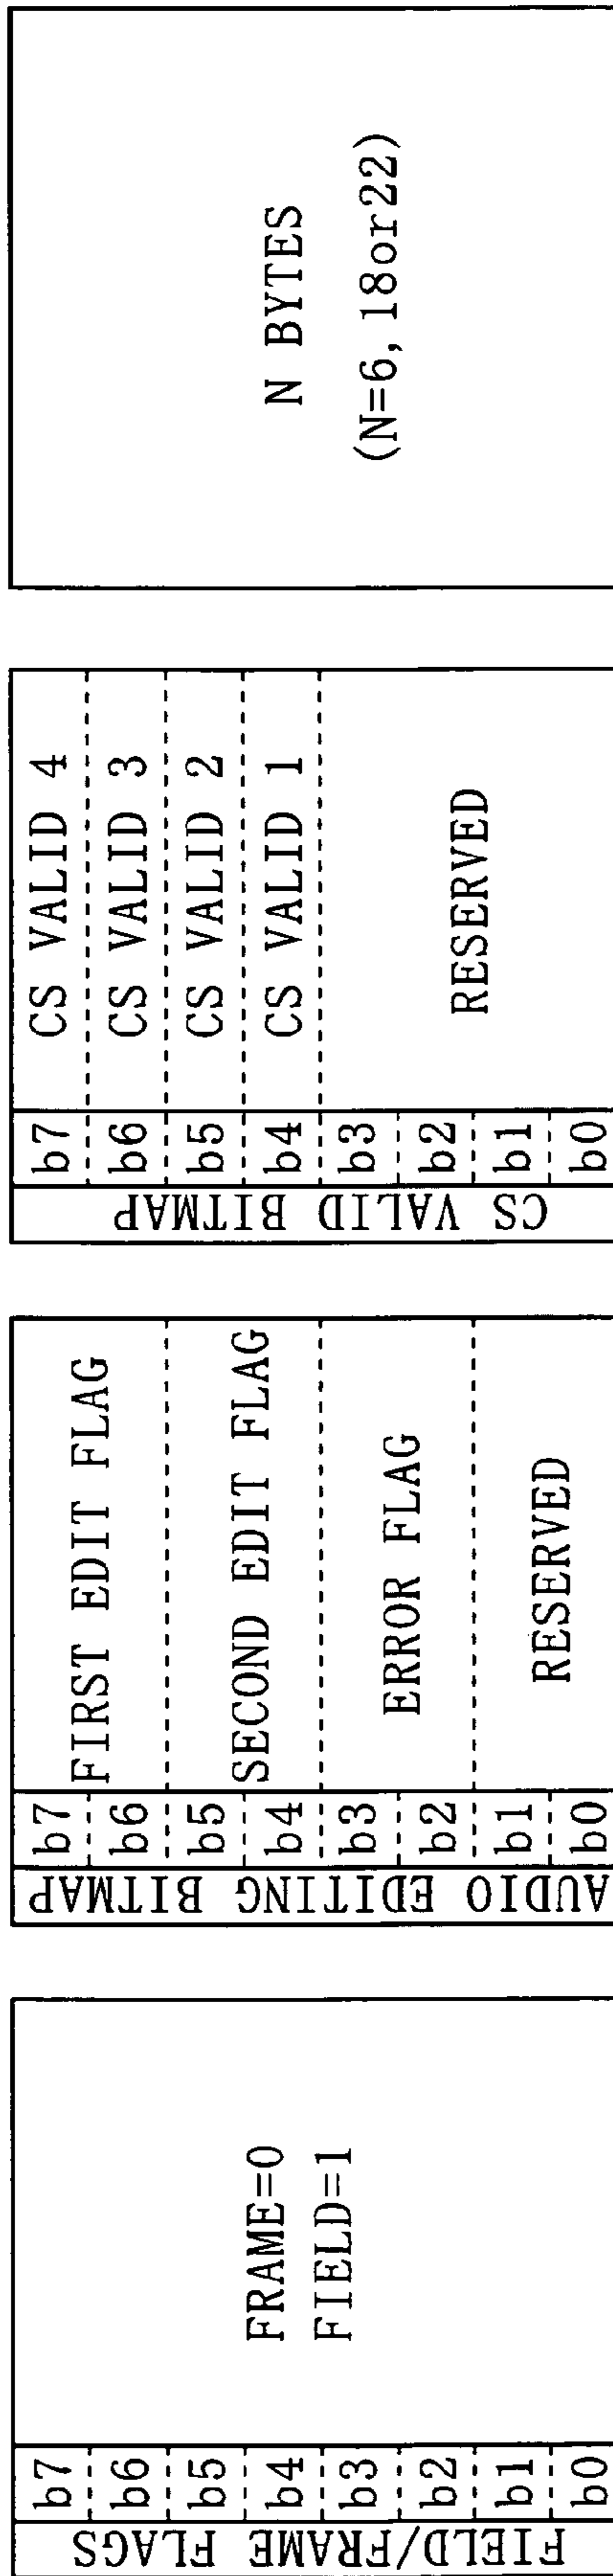 FIELD/FRAME FLAGS
b7
b6
b5
b4
b3
b2
b1
b0
FRAME=0
FIELD=1
AUDIO EDITING BITMAP
b7
b6
b5
b4
b3
b2
b1
b0
FIRST EDIT FLAG
SECOND EDIT FLAG
ERROR FLAG
RESERVED
CS VALID BITMAP
b7
b6
b5
b4
b3
b2
b1
b0
CS VALID 4
CS VALID 3
CS VALID 2
CS VALID 1
RESERVED
N BYTES
(N=6, 18or22)